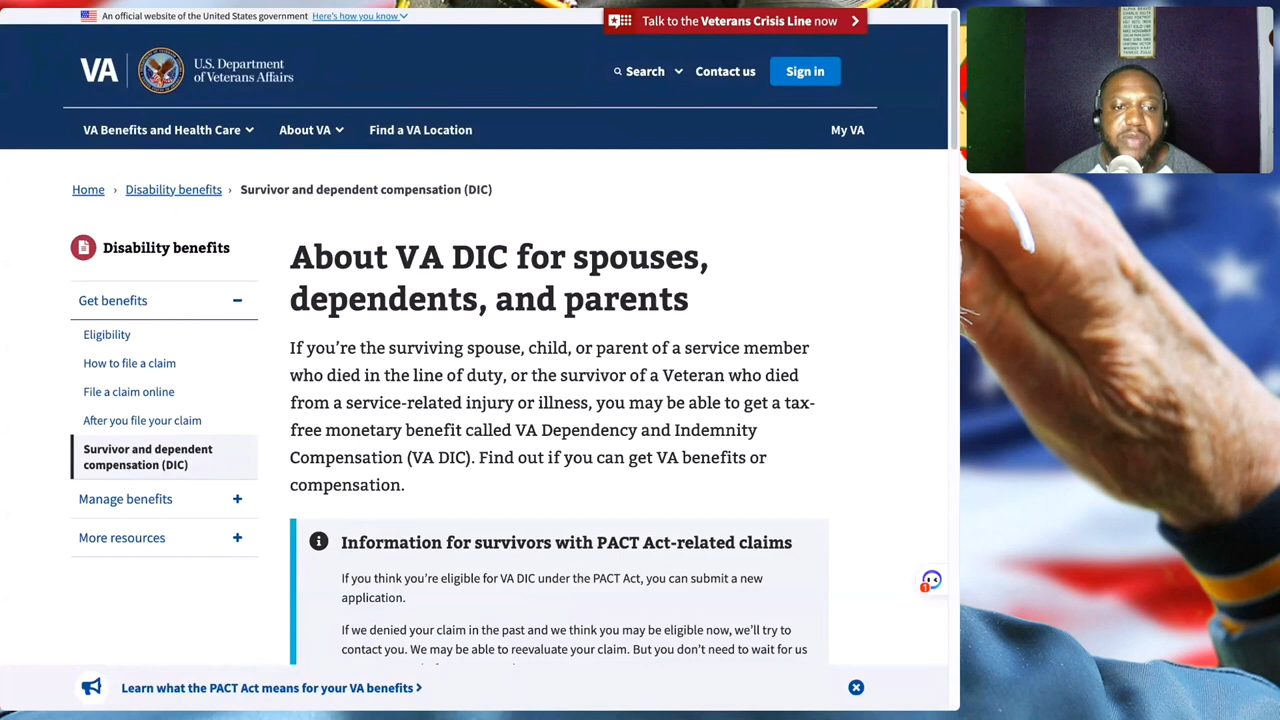 An official website of the United States government Here's how you know
Talk to the Veterans Crisis Line now
VA
U.S. Department
of Veterans Affairs
Search
Contact us
Sign in
VA Benefits and Health Care
About VA
Find a VA Location
My VA
Home › Disability benefits › Survivor and dependent compensation (DIC)
Disability benefits
Get benefits
Eligibility
How to file a claim
File a claim online
After you file your claim
Survivor and dependent
compensation (DIC)
Manage benefits
More resources
About VA DIC for spouses,
dependents, and parents
If you're the surviving spouse, child, or parent of a service member
who died in the line of duty, or the survivor of a Veteran who died
from a service-related injury or illness, you may be able to get a tax-
free monetary benefit called VA Dependency and Indemnity
Compensation (VA DIC). Find out if you can get VA benefits or
compensation.
Information for survivors with PACT Act-related claims
If you think you're eligible for VA DIC under the PACT Act, you can submit a new
application.
If we denied your claim in the past and we think you may be eligible now, we'll try to
contact you. We may be able to reevaluate your claim. But you don't need to wait for us
1
Learn what the PACT Act means for your VA benefits